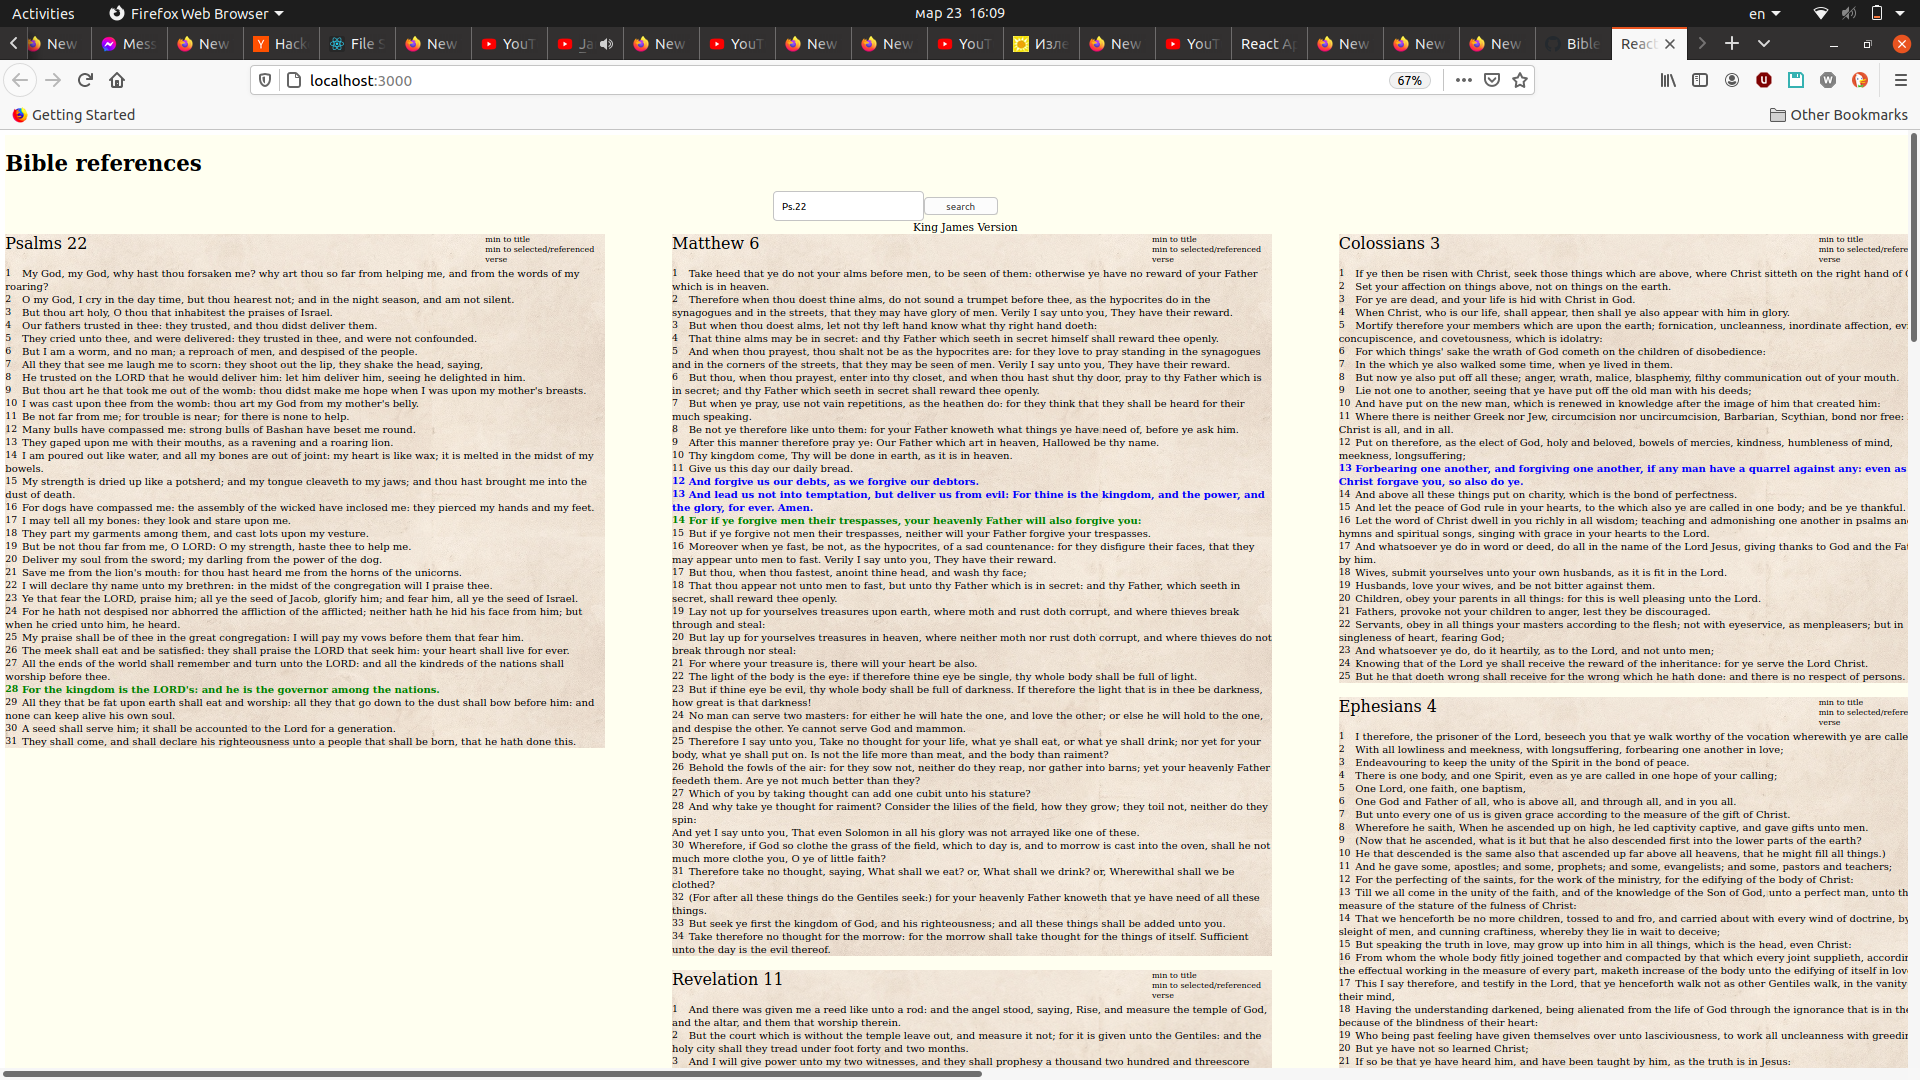 Activities
Firefox Web Browser
мар 23 16:09
en
New
Mess
New
Hack
File S
New
YouT
Ja
New
YouT
New
New
YouT
Изле
New
YouT
React Ap
New
New
New
Bible
React
localhost:3000
67%
Getting Started
Other Bookmarks
Bible references
Ps.22
search
King James Version
Psalms 22
min to title
min to selected/referenced
verse
1 My God, my God, why hast thou forsaken me? why art thou so far from helping me, and from the words of my
roaring?
2 O my God, I cry in the day time, but thou hearest not; and in the night season, and am not silent.
3 But thou art holy, O thou that inhabitest the praises of Israel.
4 Our fathers trusted in thee: they trusted, and thou didst deliver them.
5 They cried unto thee, and were delivered: they trusted in thee, and were not confounded.
6 But I am a worm, and no man; a reproach of men, and despised of the people.
7 All they that see me laugh me to scorn: they shoot out the lip, they shake the head, saying,
8 He trusted on the LORD that he would deliver him: let him deliver him, seeing he delighted in him.
9 But thou art he that took me out of the womb: thou didst make me hope when I was upon my mother's breasts.
10 I was cast upon thee from the womb: thou art my God from my mother's belly.
11 Be not far from me; for trouble is near; for there is none to help.
12 Many bulls have compassed me: strong bulls of Bashan have beset me round.
13 They gaped upon me with their mouths, as a ravening and a roaring lion.
14 I am poured out like water, and all my bones are out of joint: my heart is like wax; it is melted in the midst of my
bowels.
15 My strength is dried up like a potsherd; and my tongue cleaveth to my jaws; and thou hast brought me into the
dust of death.
16 For dogs have compassed me: the assembly of the wicked have inclosed me: they pierced my hands and my feet.
17 I may tell all my bones: they look and stare upon me.
18 They part my garments among them, and cast lots upon my vesture.
19 But be not thou far from me, O LORD: O my strength, haste thee to help me.
20 Deliver my soul from the sword; my darling from the power of the dog.
21 Save me from the lion's mouth: for thou hast heard me from the horns of the unicorns.
22 I will declare thy name unto my brethren: in the midst of the congregation will I praise thee.
23 Ye that fear the LORD, praise him; all ye the seed of Jacob, glorify him; and fear him, all ye the seed of Israel.
24 For he hath not despised nor abhorred the affliction of the afflicted; neither hath he hid his face from him; but
when he cried unto him, he heard.
25 My praise shall be of thee in the great congregation: I will pay my vows before them that fear him.
26 The meek shall eat and be satisfied: they shall praise the LORD that seek him: your heart shall live for ever.
27 All the ends of the world shall remember and turn unto the LORD: and all the kindreds of the nations shall
worship before thee.
28 For the kingdom is the LORD's: and he is the governor among the nations.
29 All they that be fat upon earth shall eat and worship: all they that go down to the dust shall bow before him: and
none can keep alive his own soul.
30 A seed shall serve him; it shall be accounted to the Lord for a generation.
31 They shall come, and shall declare his righteousness unto a people that shall be born, that he hath done this.
Matthew 6
min to title
min to selected/referenced
verse
1 Take heed that ye do not your alms before men, to be seen of them: otherwise ye have no reward of your Father
which is in heaven.
2 Therefore when thou doest thine alms, do not sound a trumpet before thee, as the hypocrites do in the
synagogues and in the streets, that they may have glory of men. Verily I say unto you, They have their reward.
3 But when thou doest alms, let not thy left hand know what thy right hand doeth:
4 That thine alms may be in secret: and thy Father which seeth in secret himself shall reward thee openly.
5 And when thou prayest, thou shalt not be as the hypocrites are: for they love to pray standing in the synagogues
and in the corners of the streets, that they may be seen of men. Verily I say unto you, They have their reward.
6 But thou, when thou prayest, enter into thy closet, and when thou hast shut thy door, pray to thy Father which is
in secret; and thy Father which seeth in secret shall reward thee openly.
7 But when ye pray, use not vain repetitions, as the heathen do: for they think that they shall be heard for their
much speaking.
8 Be not ye therefore like unto them: for your Father knoweth what things ye have need of, before ye ask him.
9 After this manner therefore pray ye: Our Father which art in heaven, Hallowed be thy name.
10 Thy kingdom come, Thy will be done in earth, as it is in heaven.
11 Give us this day our daily bread.
12 And forgive us our debts, as we forgive our debtors.
13 And lead us not into temptation, but deliver us from evil: For thine is the kingdom, and the power, and
the glory, for ever. Amen.
14 For if ye forgive men their trespasses, your heavenly Father will also forgive you:
15 But if ye forgive not men their trespasses, neither will your Father forgive your trespasses.
16 Moreover when ye fast, be not, as the hypocrites, of a sad countenance: for they disfigure their faces, that they
may appear unto men to fast. Verily I say unto you, They have their reward.
17 But thou, when thou fastest, anoint thine head, and wash thy face;
18 That thou appear not unto men to fast, but unto thy Father which is in secret: and thy Father, which seeth in
secret, shall reward thee openly.
19 Lay not up for yourselves treasures upon earth, where moth and rust doth corrupt, and where thieves break
through and steal:
20 But lay up for yourselves treasures in heaven, where neither moth nor rust doth corrupt, and where thieves do not
break through nor steal:
21 For where your treasure is, there will your heart be also.
22 The light of the body is the eye: if therefore thine eye be single, thy whole body shall be full of light.
23 But if thine eye be evil, thy whole body shall be full of darkness. If therefore the light that is in thee be darkness,
how great is that darkness!
24 No man can serve two masters: for either he will hate the one, and love the other; or else he will hold to the one,
and despise the other. Ye cannot serve God and mammon.
25 Therefore I say unto you, Take no thought for your life, what ye shall eat, or what ye shall drink; nor yet for your
body, what ye shall put on. Is not the life more than meat, and the body than raiment?
26 Behold the fowls of the air: for they sow not, neither do they reap, nor gather into barns; yet your heavenly Father
feedeth them. Are ye not much better than they?
27 Which of you by taking thought can add one cubit unto his stature?
28 And why take ye thought for raiment? Consider the lilies of the field, how they grow; they toil not, neither do they
spin:
And yet I say unto you, That even Solomon in all his glory was not arrayed like one of these.
30 Wherefore, if God so clothe the grass of the field, which to day is, and to morrow is cast into the oven, shall he not
much more clothe you, O ye of little faith?
31 Therefore take no thought, saying, What shall we eat? or, What shall we drink? or, Wherewithal shall we be
clothed?
32 (For after all these things do the Gentiles seek:) for your heavenly Father knoweth that ye have need of all these
things.
33 But seek ye first the kingdom of God, and his righteousness; and all these things shall be added unto you.
34 Take therefore no thought for the morrow: for the morrow shall take thought for the things of itself. Sufficient
unto the day is the evil thereof.
Revelation 11
min to title
min to selected/referenced
verse
1 And there was given me a reed like unto a rod: and the angel stood, saying, Rise, and measure the temple of God,
and the altar, and them that worship therein.
2 But the court which is without the temple leave out, and measure it not; for it is given unto the Gentiles: and the
holy city shall they tread under foot forty and two months.
3 And I will give power unto my two witnesses, and they shall prophesy a thousand two hundred and threescore
Colossians 3
min to title
min to selected/refere
verse
1 If ye then be risen with Christ, seek those things which are above, where Christ sitteth on the right hand of
2 Set your affection on things above, not on things on the earth.
3 For ye are dead, and your life is hid with Christ in God.
4 When Christ, who is our life, shall appear, then shall ye also appear with him in glory.
5 Mortify therefore your members which are upon the earth; fornication, uncleanness, inordinate affection, evi
concupiscence, and covetousness, which is idolatry:
6 For which things' sake the wrath of God cometh on the children of disobedience:
7 In the which ye also walked some time, when ye lived in them.
8 But now ye also put off all these; anger, wrath, malice, blasphemy, filthy communication out of your mouth.
9 Lie not one to another, seeing that ye have put off the old man with his deeds;
10 And have put on the new man, which is renewed in knowledge after the image of him that created him:
11 Where there is neither Greek nor Jew, circumcision nor uncircumcision, Barbarian, Scythian, bond nor free:
Christ is all, and in all.
12 Put on therefore, as the elect of God, holy and beloved, bowels of mercies, kindness, humbleness of mind,
meekness, longsuffering;
13 Forbearing one another, and forgiving one another, if any man have a quarrel against any: even as
Christ forgave you, so also do ye.
14 And above all these things put on charity, which is the bond of perfectness.
15 And let the peace of God rule in your hearts, to the which also ye are called in one body; and be ye thankful.
16 Let the word of Christ dwell in you richly in all wisdom; teaching and admonishing one another in psalms an
hymns and spiritual songs, singing with grace in your hearts to the Lord.
17 And whatsoever ye do in word or deed, do all in the name of the Lord Jesus, giving thanks to God and the Fat
by him.
18 Wives, submit yourselves unto your own husbands, as it is fit in the Lord.
19 Husbands, love your wives, and be not bitter against them.
20 Children, obey your parents in all things: for this is well pleasing unto the Lord.
21 Fathers, provoke not your children to anger, lest they be discouraged.
22 Servants, obey in all things your masters according to the flesh; not with eyeservice, as menpleasers; but in
singleness of heart, fearing God;
23 And whatsoever ye do, do it heartily, as to the Lord, and not unto men;
24 Knowing that of the Lord ye shall receive the reward of the inheritance: for ye serve the Lord Christ.
25 But he that doeth wrong shall receive for the wrong which he hath done: and there is no respect of persons.
Ephesians 4
min to title
min to selected/refere
verse
1 I therefore, the prisoner of the Lord, beseech you that ye walk worthy of the vocation wherewith ye are calle
2 With all lowliness and meekness, with longsuffering, forbearing one another in love;
3 Endeavouring to keep the unity of the Spirit in the bond of peace.
4 There is one body, and one Spirit, even as ye are called in one hope of your calling;
5 One Lord, one faith, one baptism,
6 One God and Father of all, who is above all, and through all, and in you all.
7 But unto every one of us is given grace according to the measure of the gift of Christ.
8 Wherefore he saith, When he ascended up on high, he led captivity captive, and gave gifts unto men.
9 (Now that he ascended, what is it but that he also descended first into the lower parts of the earth?
10 He that descended is the same also that ascended up far above all heavens, that he might fill all things.)
11 And he gave some, apostles; and some, prophets; and some, evangelists; and some, pastors and teachers;
12 For the perfecting of the saints, for the work of the ministry, for the edifying of the body of Christ:
13 Till we all come in the unity of the faith, and of the knowledge of the Son of God, unto a perfect man, unto th
measure of the stature of the fulness of Christ:
14 That we henceforth be no more children, tossed to and fro, and carried about with every wind of doctrine, by
sleight of men, and cunning craftiness, whereby they lie in wait to deceive;
15 But speaking the truth in love, may grow up into him in all things, which is the head, even Christ:
16 From whom the whole body fitly joined together and compacted by that which every joint supplieth, accordin
the effectual working in the measure of every part, maketh increase of the body unto the edifying of itself in lov
17 This I say therefore, and testify in the Lord, that ye henceforth walk not as other Gentiles walk, in the vanity
their mind,
18 Having the understanding darkened, being alienated from the life of God through the ignorance that is in the
because of the blindness of their heart:
19 Who being past feeling have given themselves over unto lasciviousness, to work all uncleanness with greedin
20 But ye have not so learned Christ;
21 If so be that ye have heard him, and have been taught by him, as the truth is in Jesus: